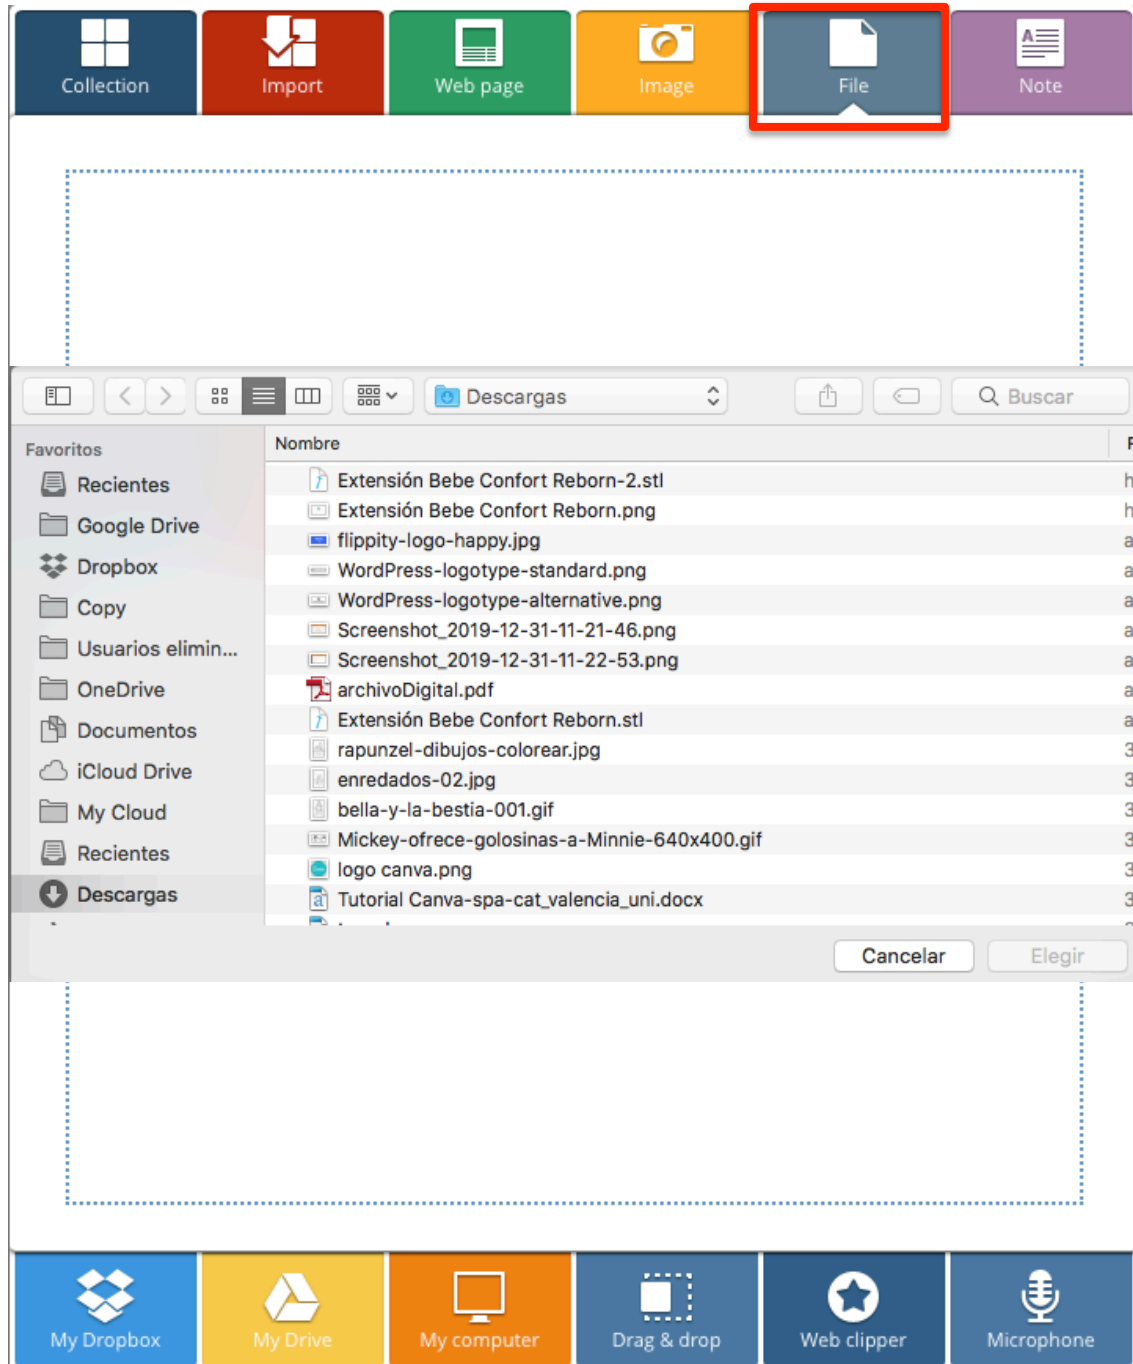 Collection Import Web page Image File Note
Descargas Buscar
Favoritos
Nombre
Recientes
Google Drive
Dropbox
Copy
Usuarios elimin...
OneDrive
Documentos
iCloud Drive
My Cloud
Recientes
Descargas
Extensión Bebe Confort Reborn-2.stl
Extensión Bebe Confort Reborn.png
flippity-logo-happy.jpg
WordPress-logotype-standard.png
WordPress-logotype-alternative.png
Screenshot_2019-12-31-11-21-46.png
Screenshot_2019-12-31-11-22-53.png
archivoDigital.pdf
Extensión Bebe Confort Reborn.stl
rapunzel-dibujos-colorear.jpg
enredados-02.jpg
bella-y-la-bestia-001.gif
Mickey-ofrece-golosinas-a-Minnie-640x400.gif
logo canva.png
Tutorial Canva-spa-cat_valencia_uni.docx
Cancelar Elegir
My Dropbox My Drive My computer Drag & drop Web clipper Microphone